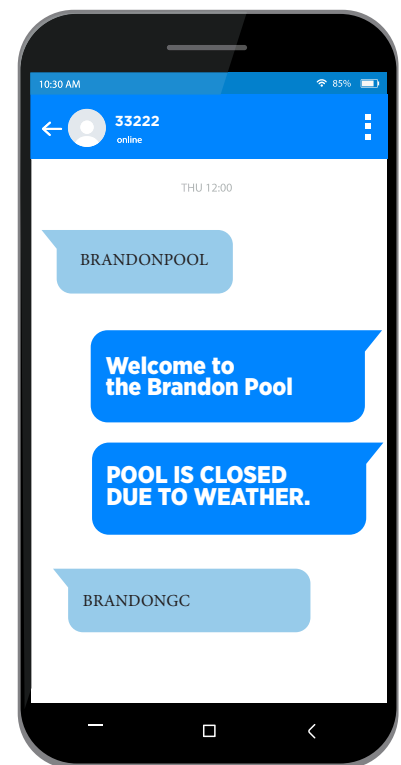 10:30 AM 85%
33222
online
THU 12:00
BRANDONPOOL
Welcome to
the Brandon Pool
POOL IS CLOSED
DUE TO WEATHER.
BRANDONGC